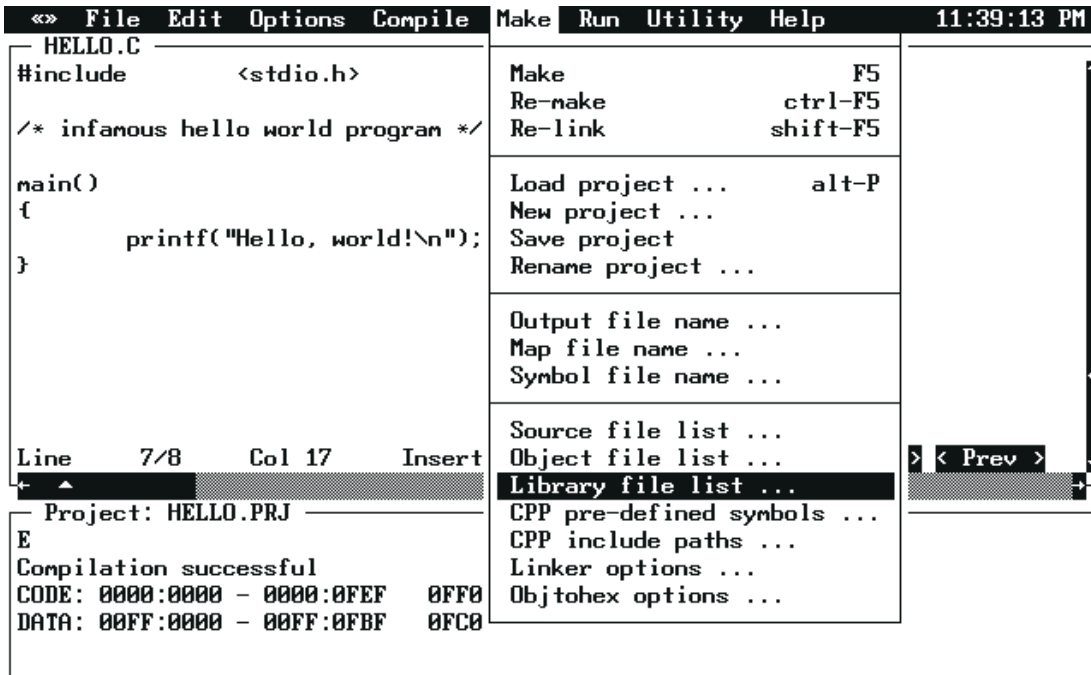 «» File Edit Options Compile Make Run Utility Help 11:39:13 PM
HELLO.C
#include <stdio.h>
/* infamous hello world program */
main()
{
printf("Hello, world!\n");
}
Line 7/8 Col 17 Insert
> < Prev >
Make F5
Re-make ctrl-F5
Re-link shift-F5
Load project ... alt-P
New project ...
Save project
Rename project ...
Output file name ...
Map file name ...
Symbol file name ...
Source file list ...
Object file list ...
Library file list ...
CPP pre-defined symbols ...
CPP include paths ...
Linker options ...
Objtohex options ...
Project: HELLO.PRJ
E
Compilation successful
CODE: 0000:0000 - 0000:0FEF 0FF0
DATA: 00FF:0000 - 00FF:0FBF 0FC0